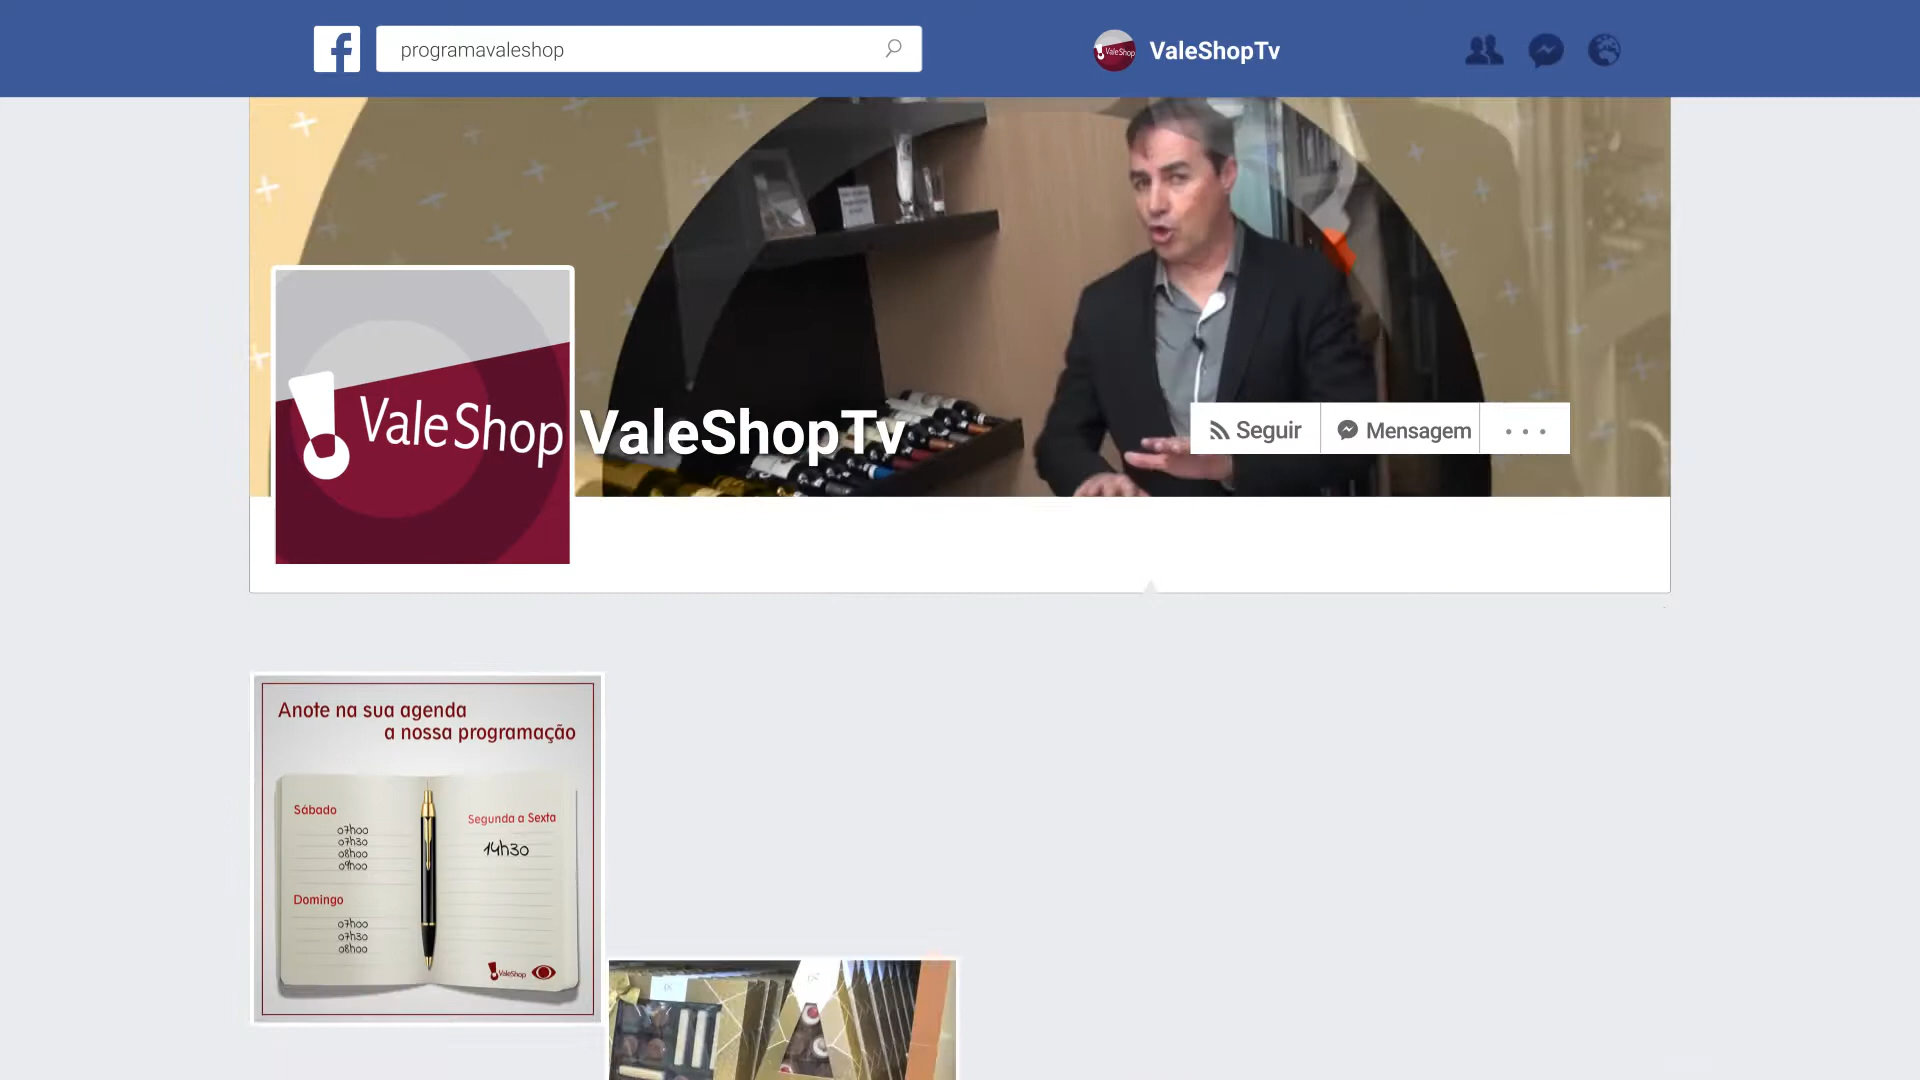 programavaleshop
ValeShop
ValeShopTv
ValeShop
ValeShopTv
Seguir
Mensagem
Anote na sua agenda
a nossa programação
Sábado
07h00
07h30
08h00
09h00
Segunda a Sexta
14h30
Domingo
07h00
07h30
08h00
ValeShop